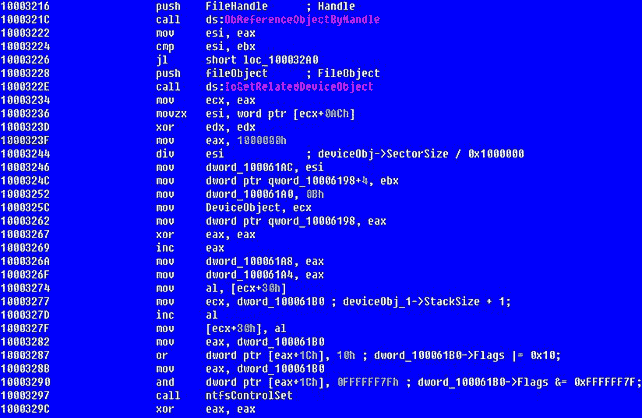 10003216 push FileHandle ; Handle
1000321C call ds:ObReferenceObjectByHandle
10003222 mov esi, eax
10003224 cmp esi, ebx
10003226 jl short loc_100032A0
10003228 push fileObject ; FileObject
1000322E call ds:IoGetRelatedDeviceObject
10003234 mov ecx, eax
10003236 movzx esi, word ptr [ecx+0ACh]
1000323D xor edx, edx
1000323F mov eax, 1000000h
10003244 div esi ; deviceObj->SectorSize / 0x1000000
10003246 mov dword_100061AC, esi
1000324C mov dword ptr qword_10006198+4, ebx
10003252 mov dword_100061A0, 0Bh
1000325C mov DeviceObject, ecx
10003262 mov dword ptr qword_10006198, eax
10003267 xor eax, eax
10003269 inc eax
1000326A mov dword_100061A8, eax
1000326F mov dword_100061A4, eax
10003274 mov al, [ecx+30h]
10003277 mov ecx, dword_100061B0 ; deviceObj_1->StackSize + 1;
1000327D inc al
1000327F mov [ecx+30h], al
10003282 mov eax, dword_100061B0
10003287 or dword ptr [eax+1Ch], 10h ; dword_100061B0->Flags |= 0x10;
1000328B mov eax, dword_100061B0
10003290 and dword ptr [eax+1Ch], 0FFFFFF7Fh ; dword_100061B0->Flags &= 0xFFFFFF7F;
10003297 call ntfsControlSet
1000329C xor eax, eax